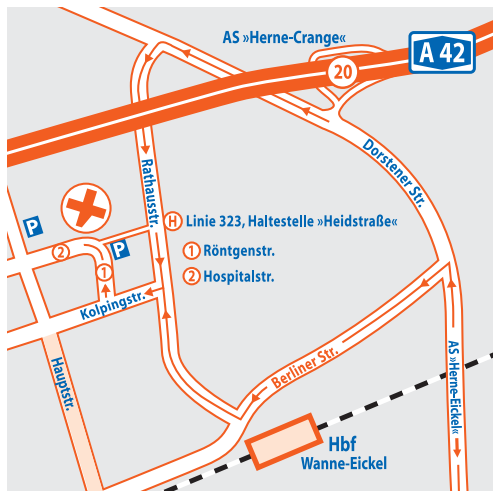 AS »Herne-Crange«
A 42
20
Dorstener Str.
Rathausstr.
P
H Linie 323, Haltestelle »Heidstraße«
2
P
1 Röntgenstr.
1
2 Hospitalstr.
Kolpingstr.
Hauptstr.
Berliner Str.
AS »Herne-Eickel«
Hbf
Wanne-Eickel